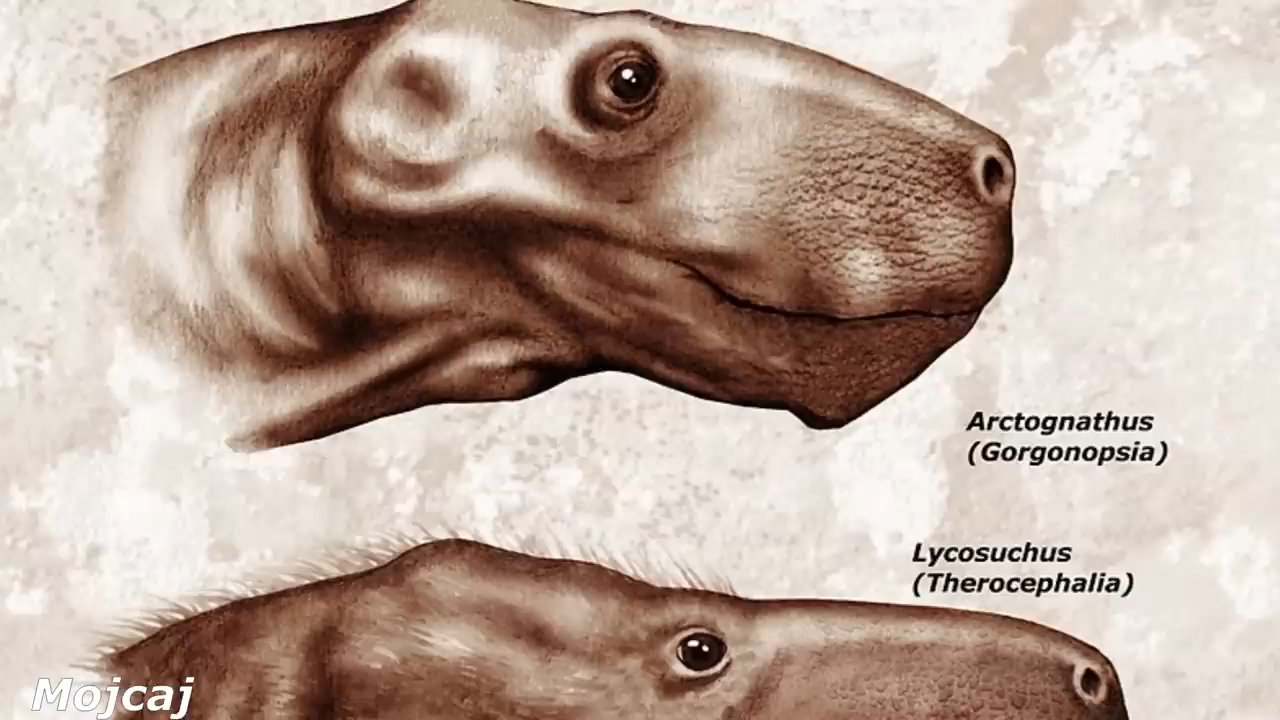 Arctognathus
(Gorgonopsia)
Lycosuchus
(Therocephalia)
Mojcaj